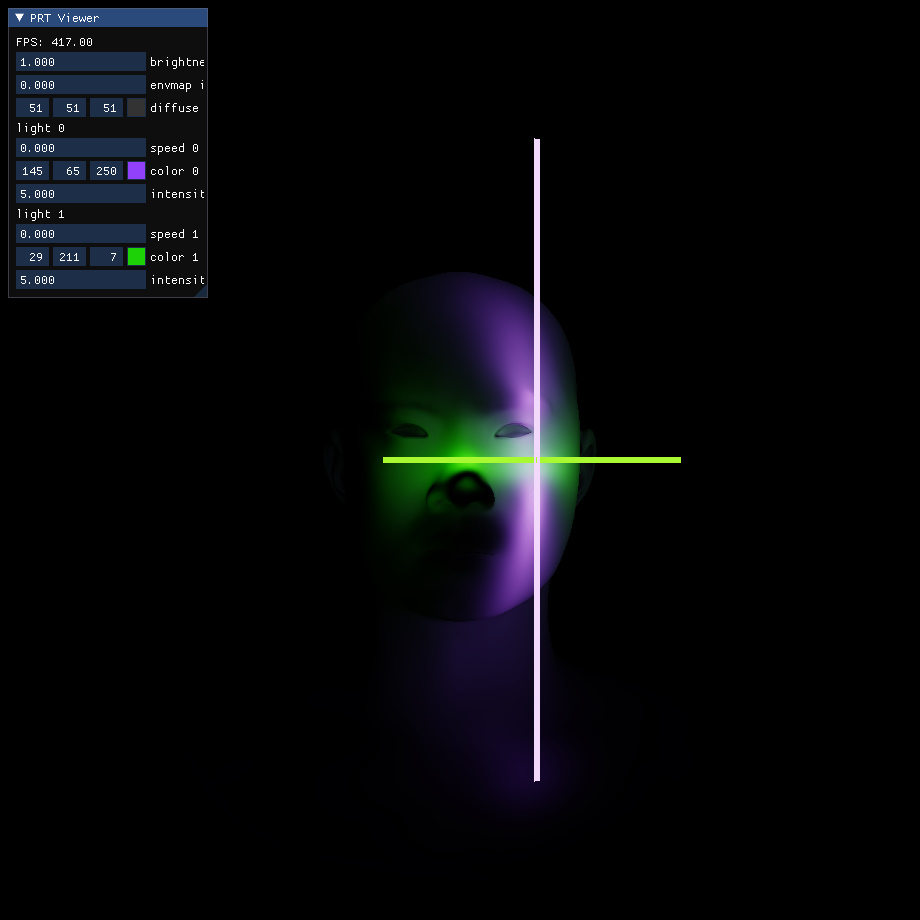 PRT Viewer
FPS: 417.00
1.000 brightne
0.000 envmap i
51 51 51 diffuse
light 0
0.000 speed 0
145 65 250 color 0
5.000 intensit
light 1
0.000 speed 1
29 211 7 color 1
5.000 intensit